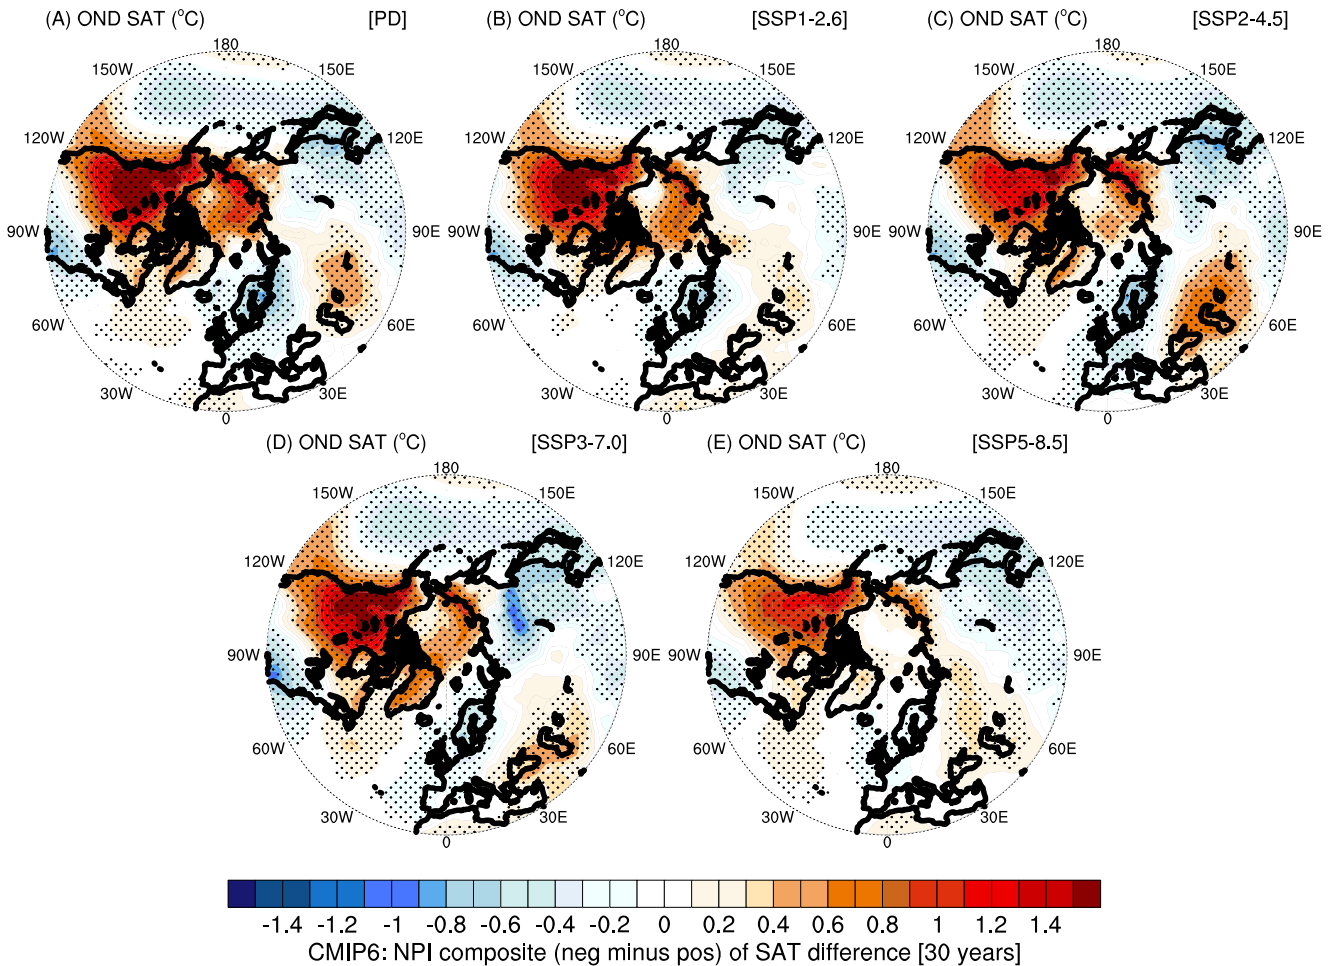 (A) OND SAT (°C) [PD]
(B) OND SAT (°C) [SSP1-2.6]
(C) OND SAT (°C) [SSP2-4.5]
180 180 180
150W 150E 150W 150E 150W 150E
120W 120E 120W 120E 120W 120E
90W 90E 90W 90E 90W 90E
60W 60E 60W 60E 60W 60E
30W 30E 30W 30E 30W 30E
0 0 0
(D) OND SAT (°C) [SSP3-7.0]
(E) OND SAT (°C) [SSP5-8.5]
180 180
150W 150E 150W 150E
120W 120E 120W 120E
90W 90E 90W 90E
60W 60E 60W 60E
30W 30E 30W 30E
0 0
-1.4 -1.2 -1 -0.8 -0.6 -0.4 -0.2 0 0.2 0.4 0.6 0.8 1 1.2 1.4
CMIP6: NPI composite (neg minus pos) of SAT difference [30 years]